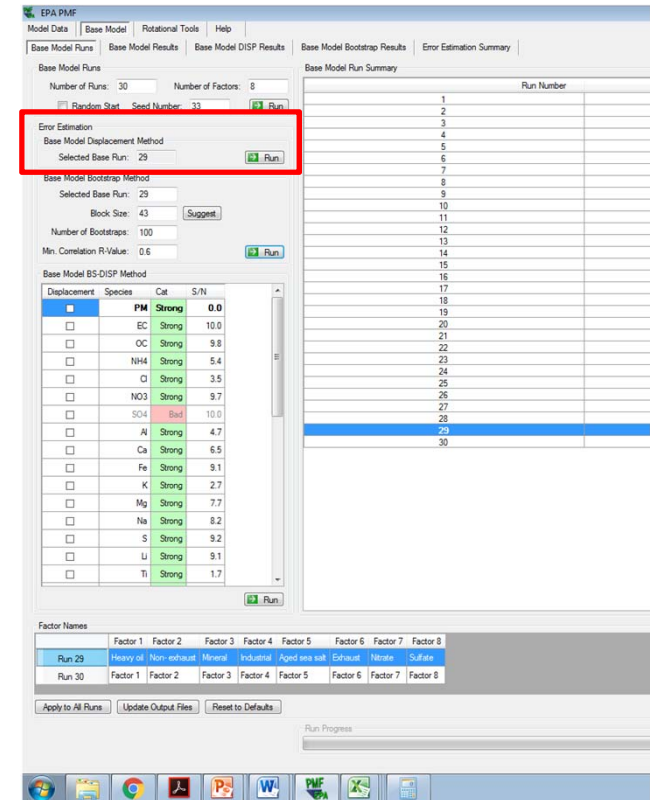 EPA PMF
Model Data Base Model Rotational Tools Help
Base Model Runs Base Model Results Base Model DISP Results Base Model Bootstrap Results Error Estimation Summary
Base Model Runs
Number of Runs: 30 Number of Factors: 8
Random Start Seed Number: 33 Run
Error Estimation
Base Model Displacement Method
Selected Base Run: 29 Run
Base Model Bootstrap Method
Selected Base Run: 29
Block Size: 43 Suggest
Number of Bootstraps: 100
Min. Correlation R-Value: 0.6 Run
Base Model BS-DISP Method
Displacement Species Cat S/N
PM Strong 0.0
EC Strong 10.0
OC Strong 9.8
NH4 Strong 5.4
Cl Strong 3.5
NO3 Strong 9.7
SO4 Bad 10.0
Al Strong 4.7
Ca Strong 6.5
Fe Strong 9.1
K Strong 2.7
Mg Strong 7.7
Na Strong 8.2
S Strong 9.2
Li Strong 9.1
Ti Strong 1.7
Run
Base Model Run Summary
Run Number
1
2
3
4
5
6
7
8
9
10
11
12
13
14
15
16
17
18
19
20
21
22
23
24
25
26
27
28
29
30
Factor Names
Factor 1 Factor 2 Factor 3 Factor 4 Factor 5 Factor 6 Factor 7 Factor 8
Run 29 Heavy oil Non- exhaust Mineral Industrial Aged sea salt Exhaust Nitrate Sulfate
Run 30 Factor 1 Factor 2 Factor 3 Factor 4 Factor 5 Factor 6 Factor 7 Factor 8
Apply to All Runs Update Output Files Reset to Defaults
Run Progress
PMF
EPA